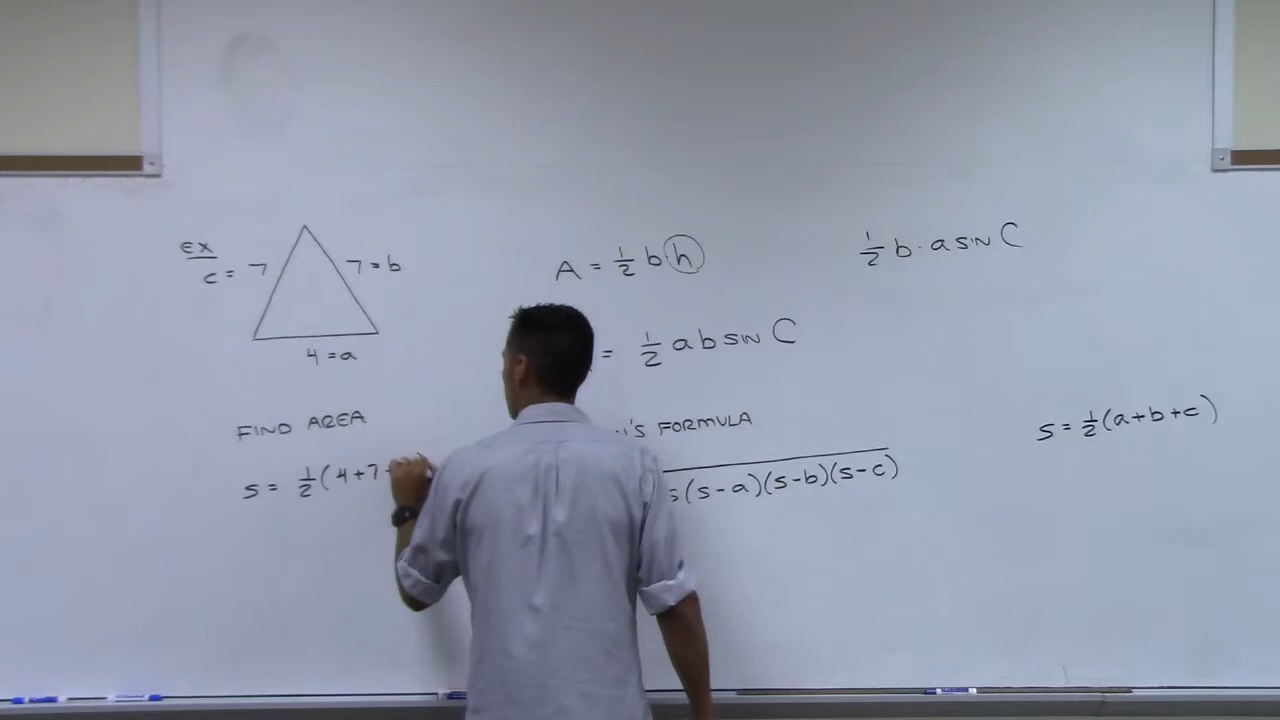 EX
c = 7
7 = b
4 = a
FIND AREA
s = 1/2 ( 4 + 7 +
A = 1/2 b h
= 1/2 a b sin C
'S FORMULA
s(s-a)(s-b)(s-c)
1/2 b · a sin C
s = 1/2 (a+b+c)